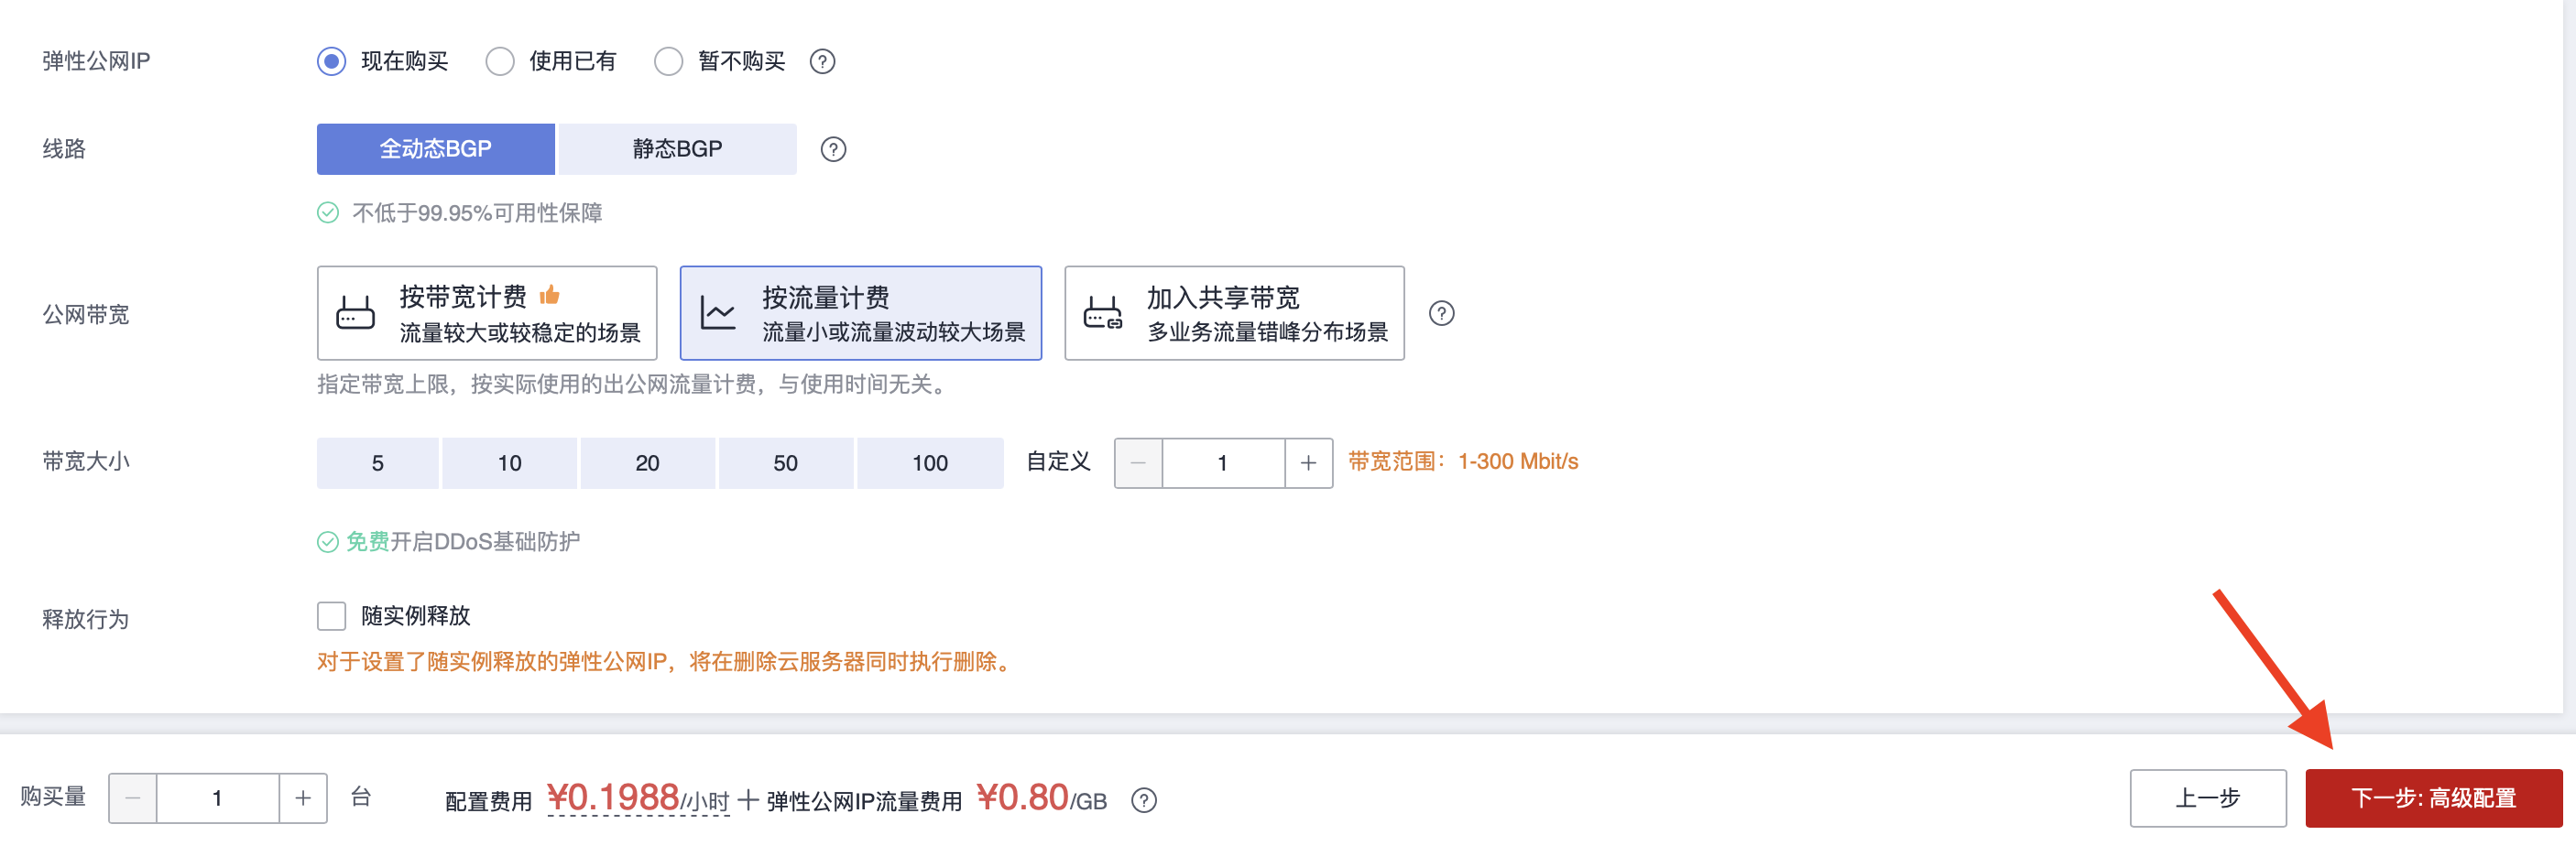 弹性公网IP 现在购买 使用已有 暂不购买 ?
线路 全动态BGP 静态BGP ?
不低于99.95%可用性保障
公网带宽 按带宽计费 按流量计费 加入共享带宽 ?
流量较大或较稳定的场景 流量小或流量波动较大场景 多业务流量错峰分布场景
指定带宽上限，按实际使用的出公网流量计费，与使用时间无关。
带宽大小 5 10 20 50 100 自定义 − 1 + 带宽范围：1-300 Mbit/s
免费开启DDoS基础防护
释放行为 随实例释放
对于设置了随实例释放的弹性公网IP，将在删除云服务器同时执行删除。
购买量 − 1 + 台 配置费用 ¥0.1988/小时 + 弹性公网IP流量费用 ¥0.80/GB ? 上一步 下一步: 高级配置